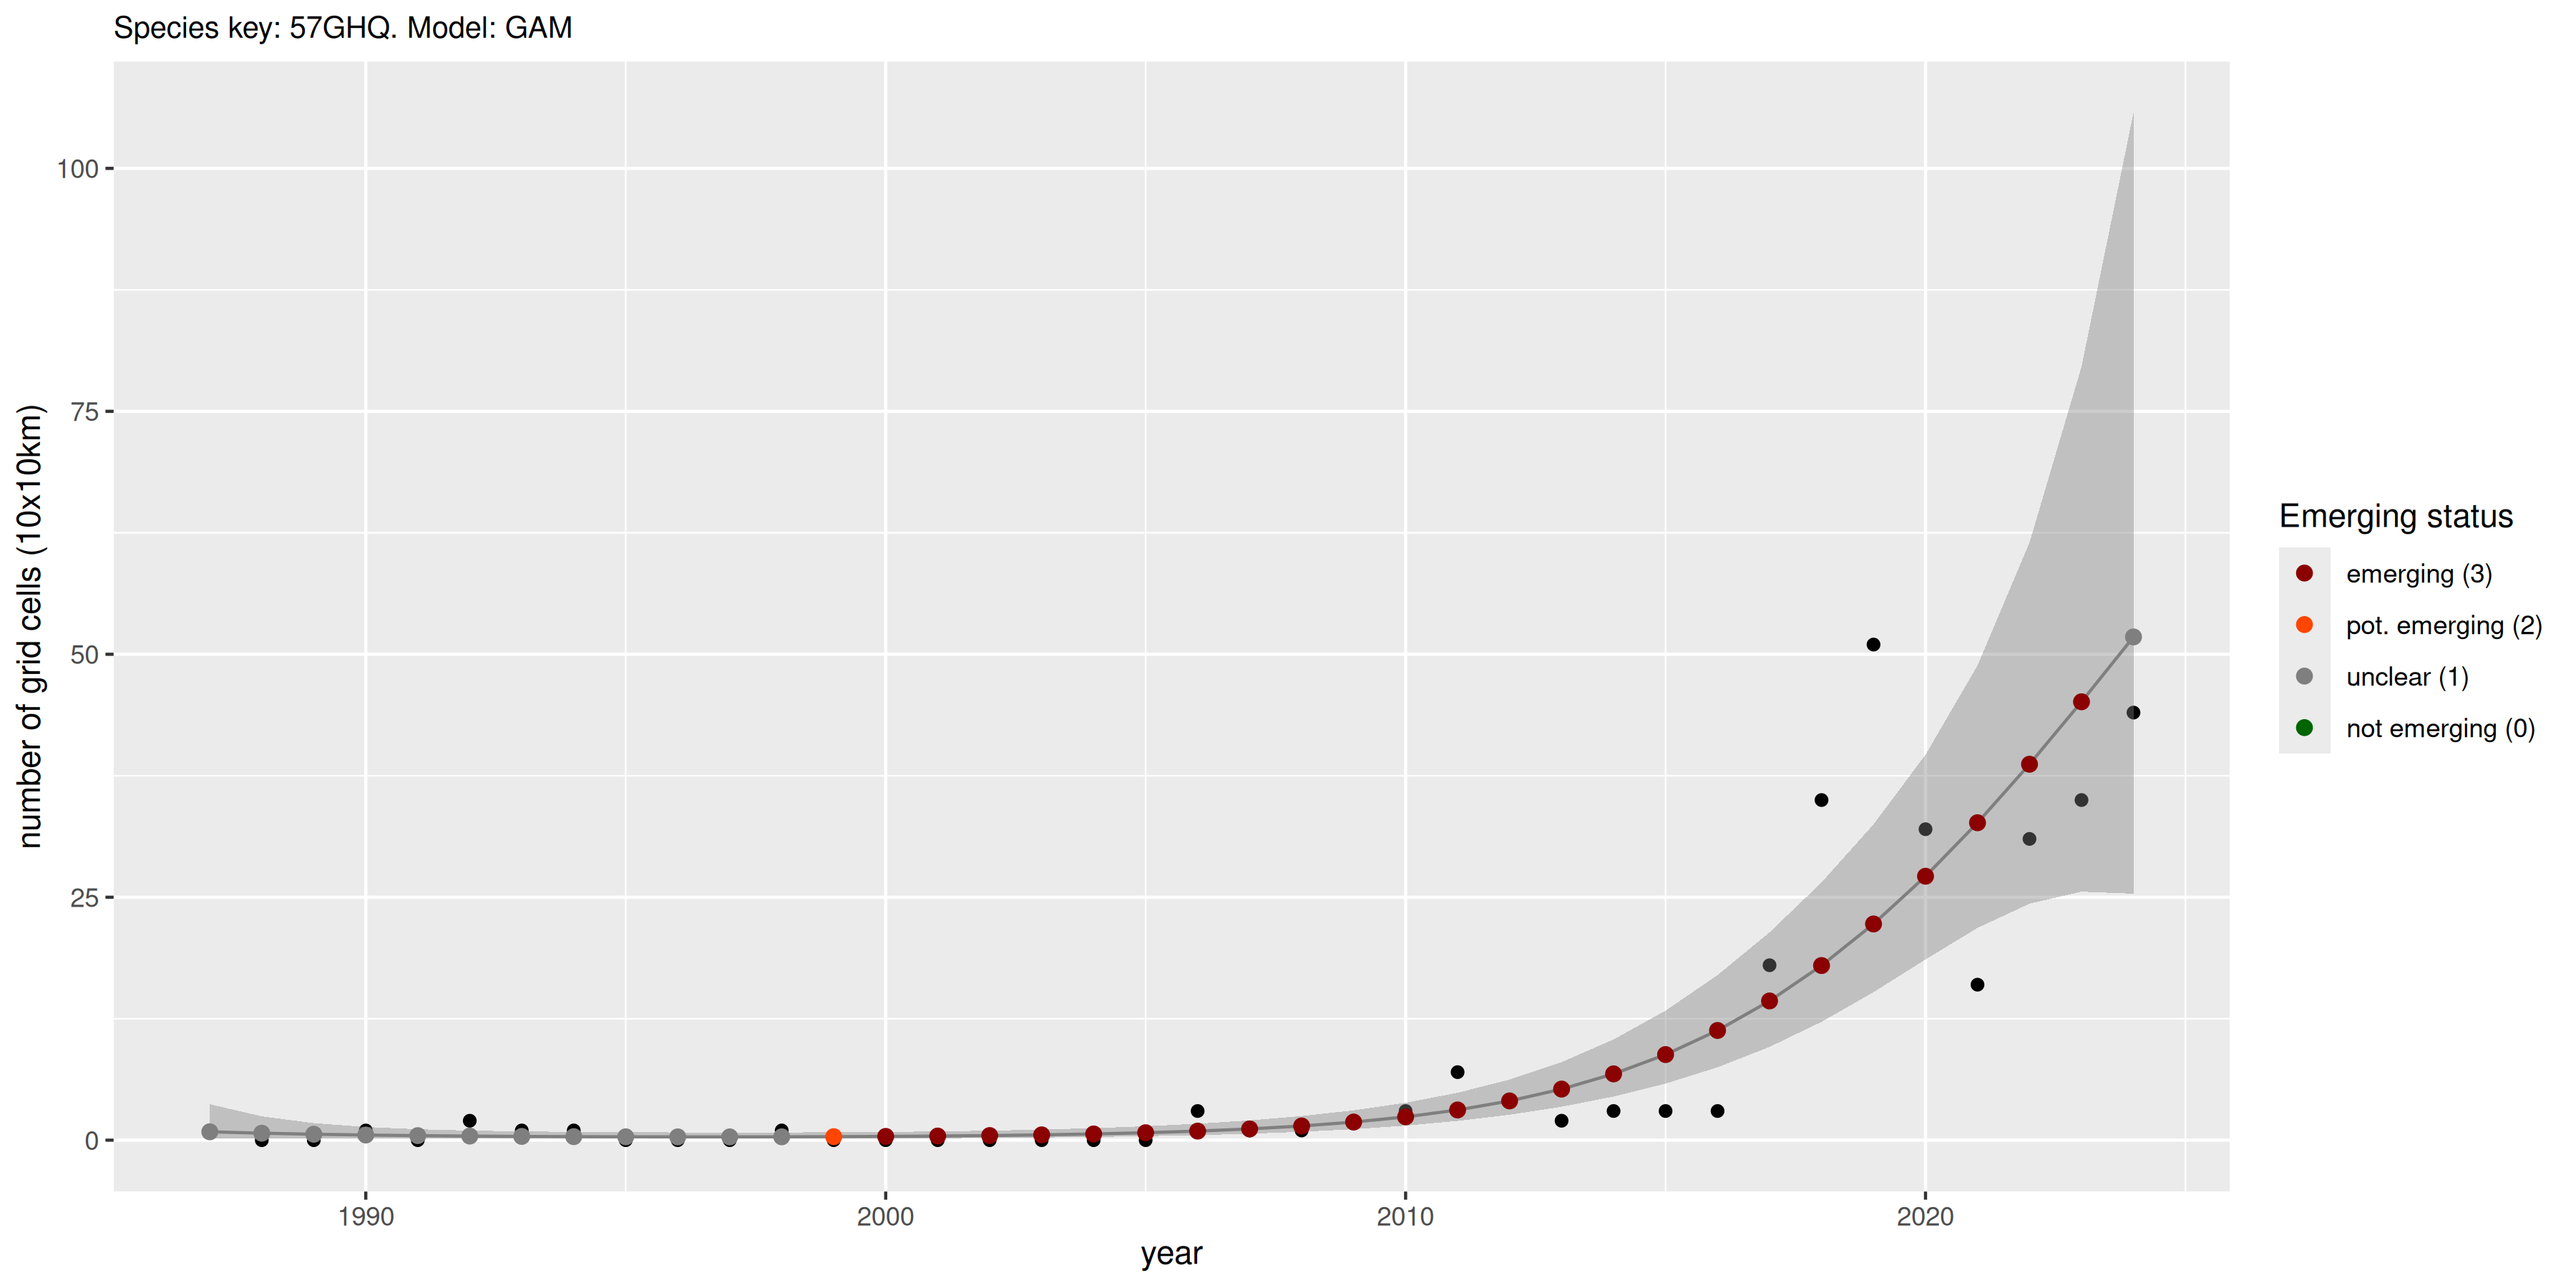 Species key: 57GHQ. Model: GAM
100
75
50
25
0
number of grid cells (10x10km)
1990
2000
2010
2020
year
Emerging status
emerging (3)
pot. emerging (2)
unclear (1)
not emerging (0)